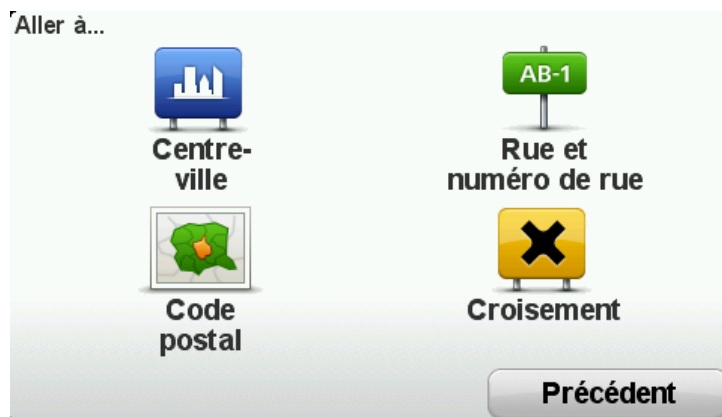 Aller à...
AB-1
Centre-
ville
Rue et
numéro de rue
Code
postal
Croisement
Précédent